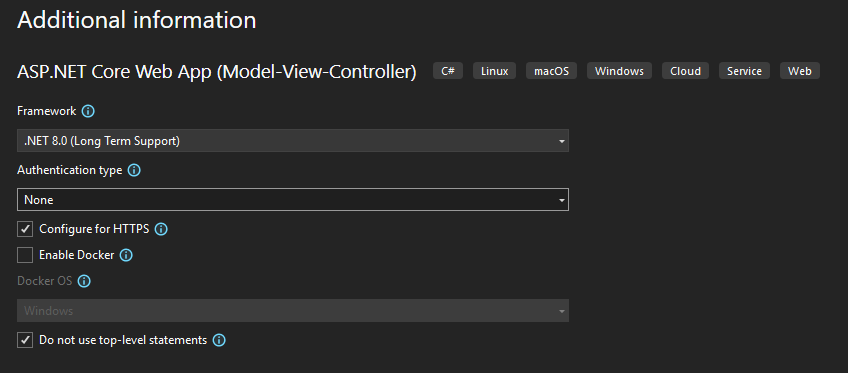 Additional information
ASP.NET Core Web App (Model-View-Controller) C# Linux macOS Windows Cloud Service Web
Framework
.NET 8.0 (Long Term Support)
Authentication type
None
Configure for HTTPS
Enable Docker
Docker OS
Windows
Do not use top-level statements